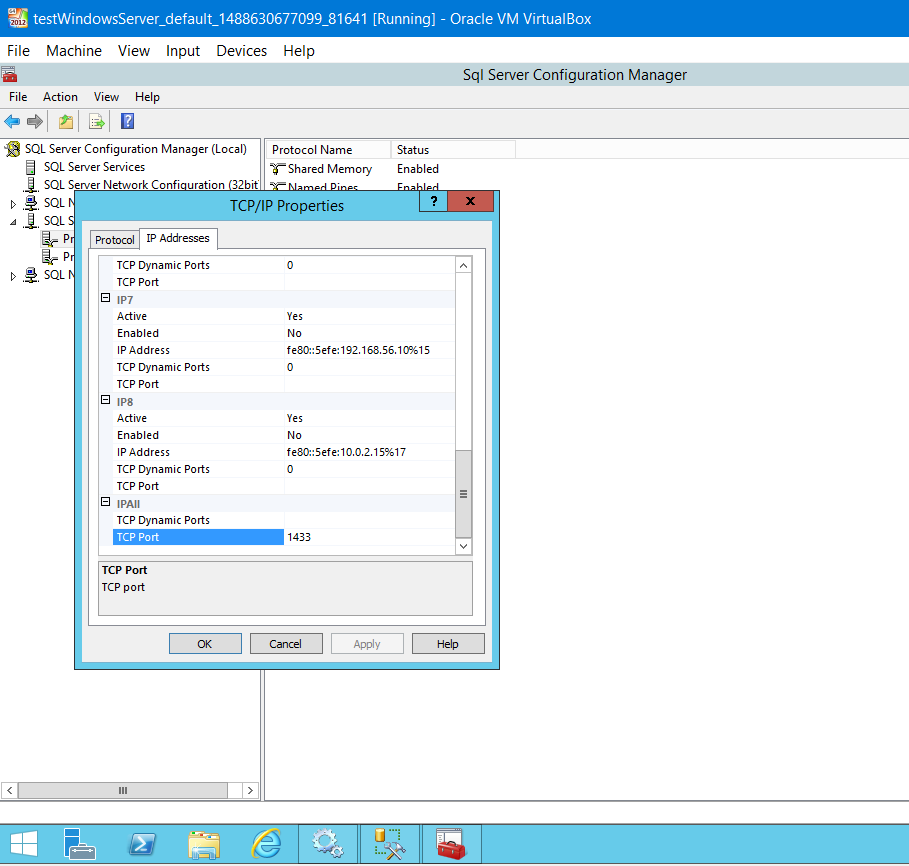 testWindowsServer_default_1488630677099_81641 [Running] - Oracle VM VirtualBox
File Machine View Input Devices Help
Sql Server Configuration Manager
File Action View Help
SQL Server Configuration Manager (Local)
SQL Server Services
SQL Server Network Configuration (32bit
SQL N
SQL S
Pr
Pr
SQL N
Protocol Name Status
Shared Memory Enabled
Named Pipes Enabled
TCP/IP Properties
? x
Protocol IP Addresses
TCP Dynamic Ports 0
TCP Port
IP7
Active Yes
Enabled No
IP Address fe80::5efe:192.168.56.10%15
TCP Dynamic Ports 0
TCP Port
IP8
Active Yes
Enabled No
IP Address fe80::5efe:10.0.2.15%17
TCP Dynamic Ports 0
TCP Port
IPAll
TCP Dynamic Ports
TCP Port 1433
TCP Port
TCP port
OK Cancel Apply Help